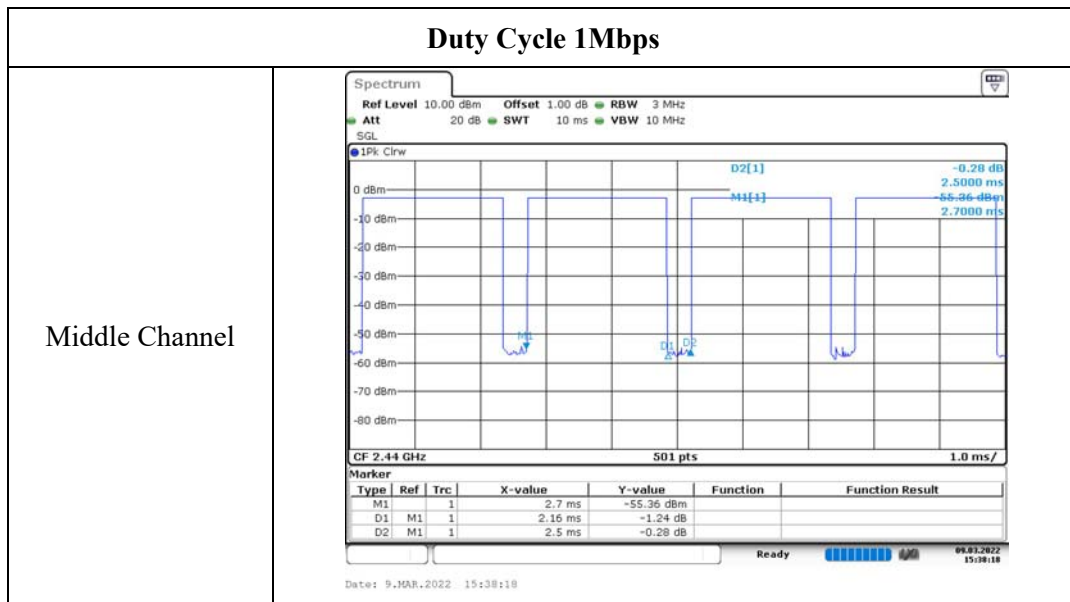 Duty Cycle 1Mbps
Middle Channel
Spectrum
Ref Level 10.00 dBm Offset 1.00 dB RBW 3 MHz
Att 20 dB SWT 10 ms VBW 10 MHz
SGL
1Pk Clrw
D2[1] -0.28 dB
2.5000 ms
0 dBm
M1[1] -55.36 dBm
2.7000 ms
-10 dBm
-20 dBm
-30 dBm
-40 dBm
-50 dBm
M1
D1 D2
-60 dBm
-70 dBm
-80 dBm
CF 2.44 GHz 501 pts 1.0 ms/
Marker
Type Ref Trc X-value Y-value Function Function Result
M1 1 2.7 ms -55.36 dBm
D1 M1 1 2.16 ms -1.24 dB
D2 M1 1 2.5 ms -0.28 dB
Ready 09.03.2022
15:38:18
Date: 9.MAR.2022 15:38:18